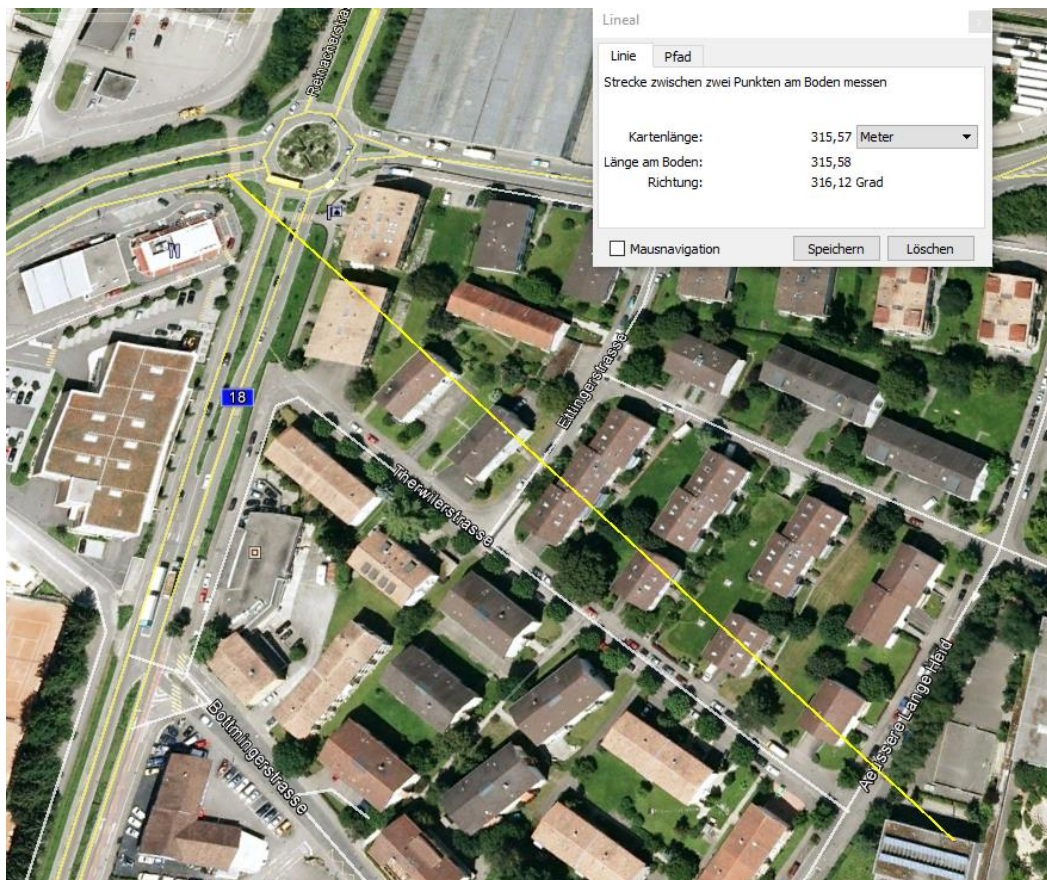 Lineal
Linie Pfad
Strecke zwischen zwei Punkten am Boden messen
Kartenlänge: 315,57 Meter
Länge am Boden: 315,58
Richtung: 316,12 Grad
Mausnavigation Speichern Löschen
Reinacherstra
18
Ettingerstrasse
Therwilerstrasse
Aeussere Lange Heid
Bottmingerstrasse